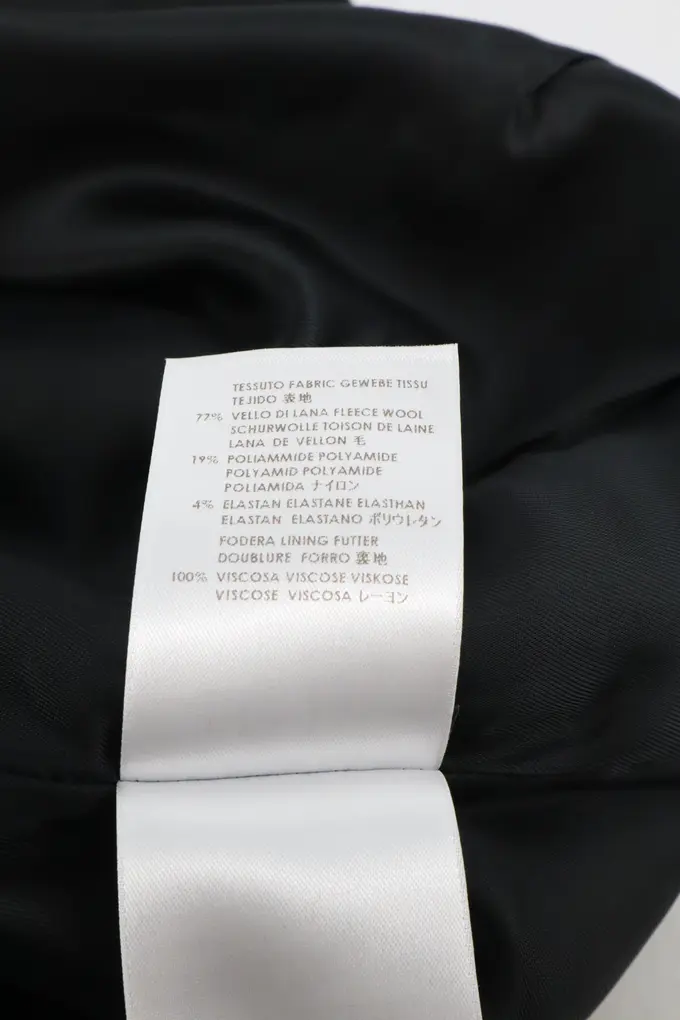 TESSUTO FABRIC GEWEBE TISSU
TEJIDO 表地
77% VELLO DI LANA FLEECE WOOL
SCHURWOLLE TOISON DE LAINE
LANA DE VELLON 毛
19% POLIAMMIDE POLYAMIDE
POLYAMID POLYAMIDE
POLIAMIDA ナイロン
4% ELASTAN ELASTANE ELASTHAN
ELASTAN ELASTANO ポリウレタン
FODERA LINING FUTTER
DOUBLURE FORRO 裏地
100% VISCOSA VISCOSE VISKOSE
VISCOSE VISCOSA レーヨン